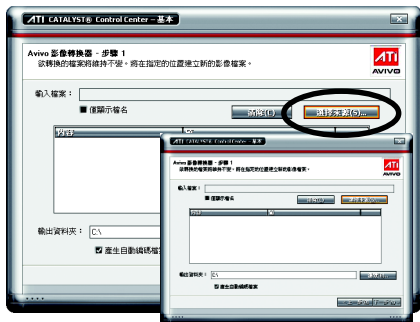 ATI CATALYST® Control Center – 基本
Avivo 影像轉換器 - 步驟 1
欲轉換的檔案將維持不變。將在指定的位置建立新的影像檔案。
ATI
AVIVO
輸入檔案：
僅顯示檔名
清除(L)
選擇來源(S)...
內容
輸出資料夾： C:\
產生自動編碼檔
ATI CATALYST® Control Center – 基本
Avivo 影像轉換器 - 步驟 1
欲轉換的檔案將維持不變。將在指定的位置建立新的影像檔案。
ATI
AVIVO
輸入檔案：
僅顯示檔名
輸出資料夾： C:\
產生自動編碼檔案